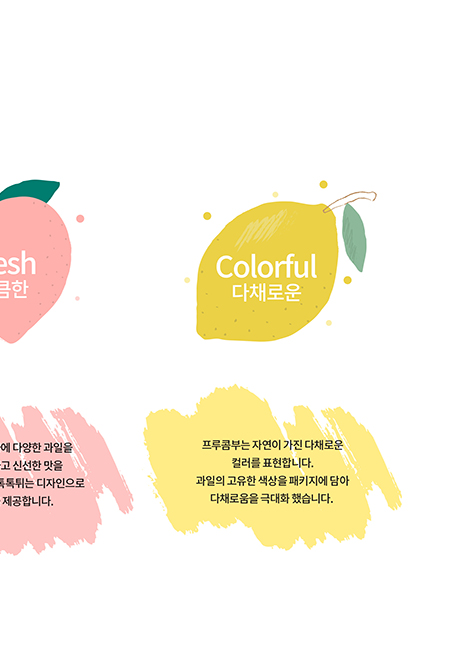 esh
큼한
에 다양한 과일을
고 신선한 맛을
톡톡튀는 디자인으로
제공합니다.
Colorful
다채로운
프루콤부는 자연이 가진 다채로운
컬러를 표현합니다.
과일의 고유한 색상을 패키지에 담아
다채로움을 극대화 했습니다.